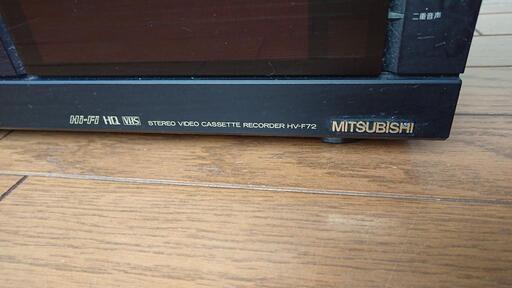 二重音声
Hi-Fi HQ VHS STEREO VIDEO CASSETTE RECORDER HV-F72 MITSUBISHI